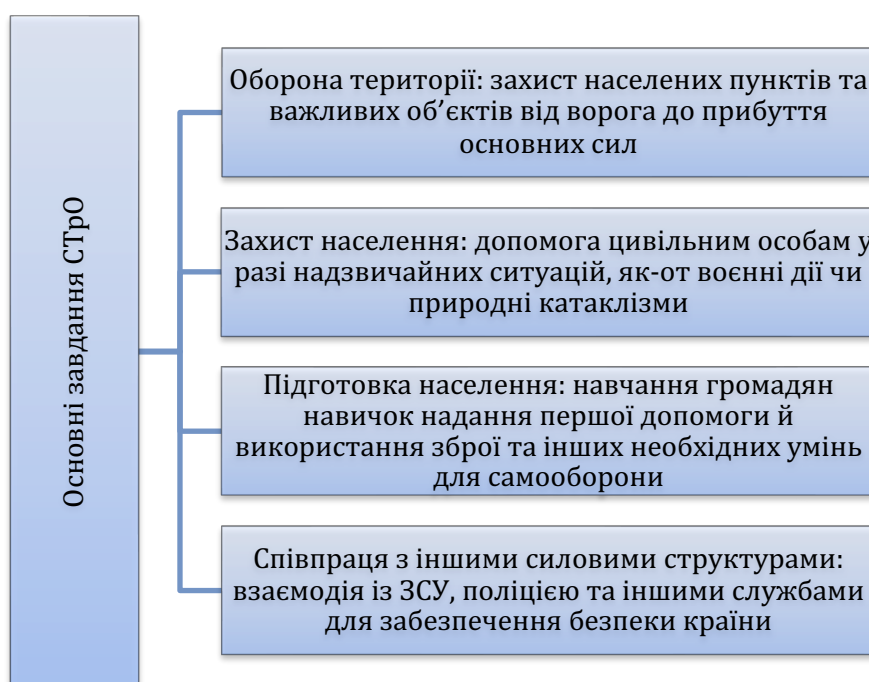 Основні завдання СТрО
Оборона території: захист населених пунктів та
важливих об’єктів від ворога до прибуття
основних сил
Захист населення: допомога цивільним особам у
разі надзвичайних ситуацій, як-от воєнні дії чи
природні катаклізми
Підготовка населення: навчання громадян
навичок надання першої допомоги й
використання зброї та інших необхідних умінь
для самооборони
Співпраця з іншими силовими структурами:
взаємодія із ЗСУ, поліцією та іншими службами
для забезпечення безпеки країни